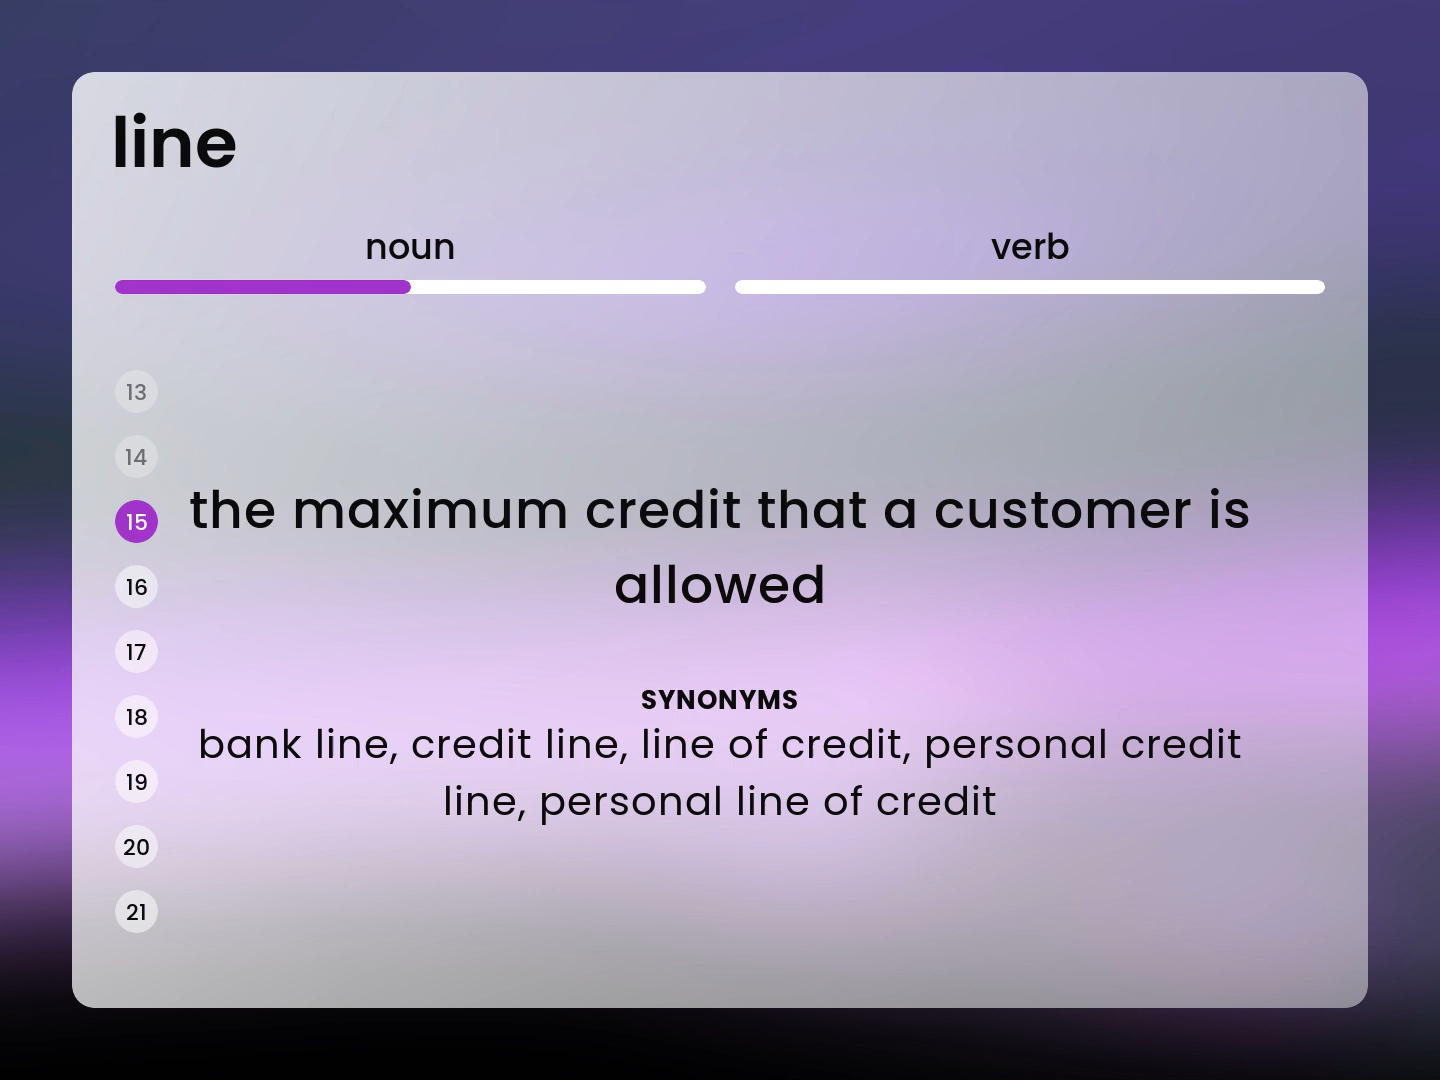 line
noun
verb
13
14
15
the maximum credit that a customer is
allowed
16
17
SYNONYMS
18
bank line, credit line, line of credit, personal credit
19
line, personal line of credit
20
21